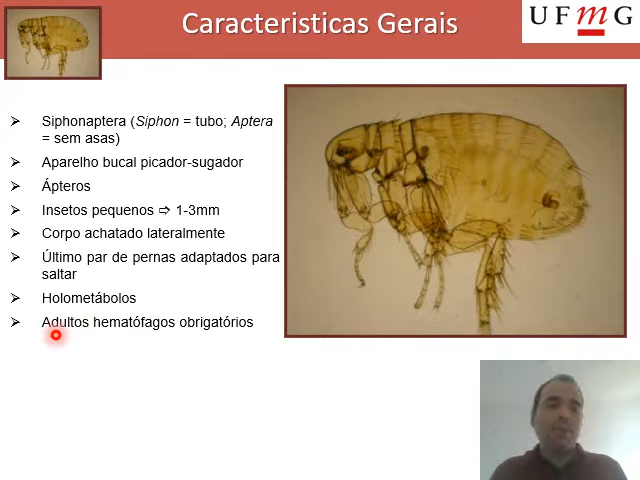 Caracteristicas Gerais
UFmG
➢ Siphonaptera (Siphon = tubo; Aptera
= sem asas)
➢ Aparelho bucal picador-sugador
➢ Ápteros
➢ Insetos pequenos ⇨ 1-3mm
➢ Corpo achatado lateralmente
➢ Último par de pernas adaptados para
saltar
➢ Holometábolos
➢ Adultos hematófagos obrigatórios